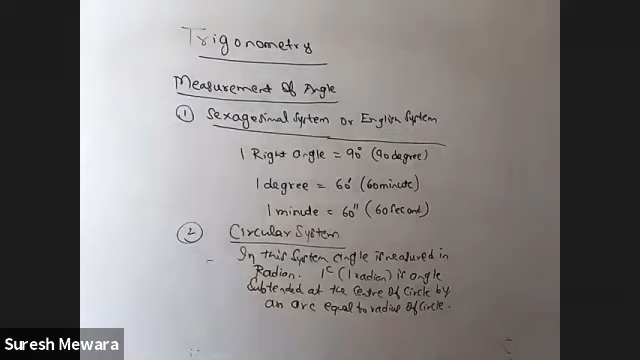 Trigonometry
Measurement Of Angle
① Sexagesimal System or English System
1 Right angle = 90° (90 degree)
1 degree = 60' (60 minute)
1 minute = 60" (60 second)
② Circular System
In this System angle is measured in
Radian. 1ᶜ (1 radian) is angle
Subtended at the Centre Of Circle by
an arc equal to radius Of Circle.
Suresh Mewara